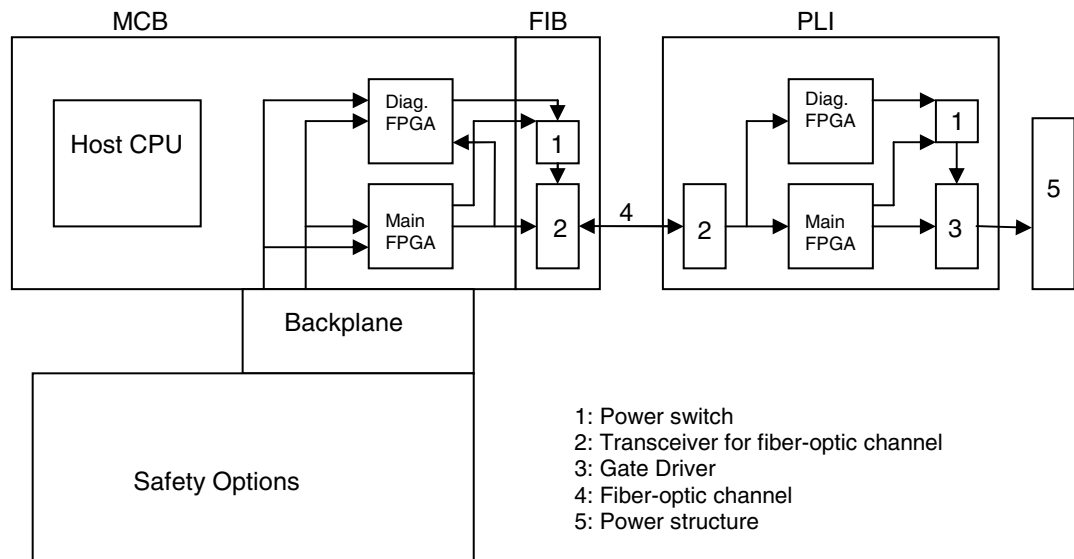 MCB
FIB
PLI
Host CPU
Diag.
FPGA
Main
FPGA
1
2
4
2
Diag.
FPGA
Main
FPGA
1
3
5
Backplane
Safety Options
1: Power switch
2: Transceiver for fiber-optic channel
3: Gate Driver
4: Fiber-optic channel
5: Power structure